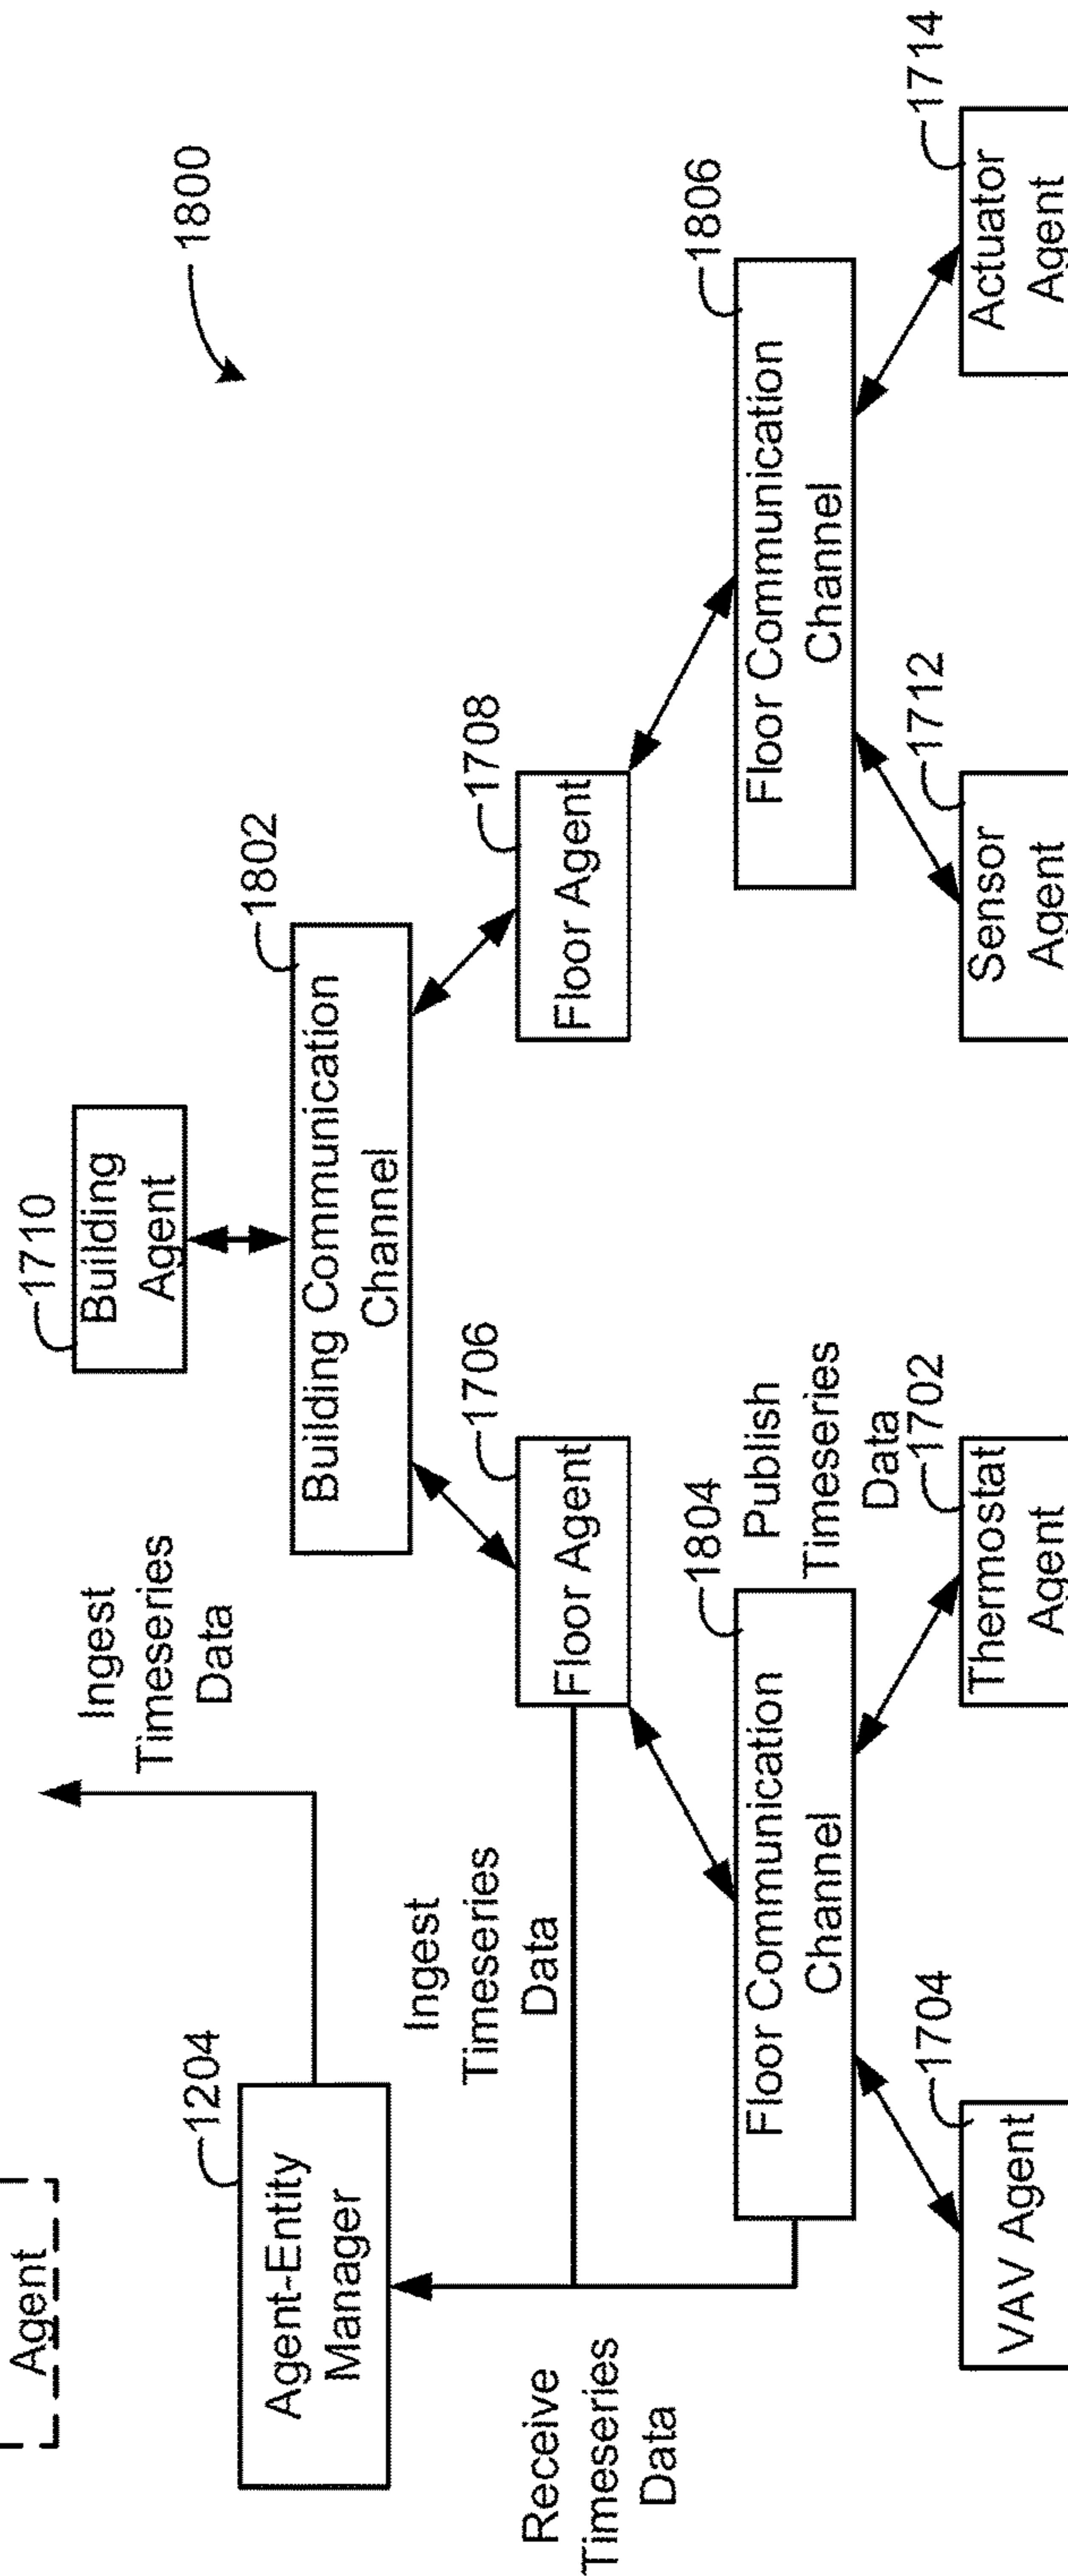 Agent
1800
1710
Building
Agent
Ingest
Timeseries
Data
1204
Agent-Entity
Manager
1802
Building Communication
Channel
Ingest
Timeseries
Data
1706
Floor Agent
1708
Floor Agent
Receive
Timeseries
Data
1804
Floor Communication
Channel
Publish
Timeseries
Data
1806
Floor Communication
Channel
1704
VAV Agent
1702
Thermostat
Agent
1712
Sensor
Agent
1714
Actuator
Agent